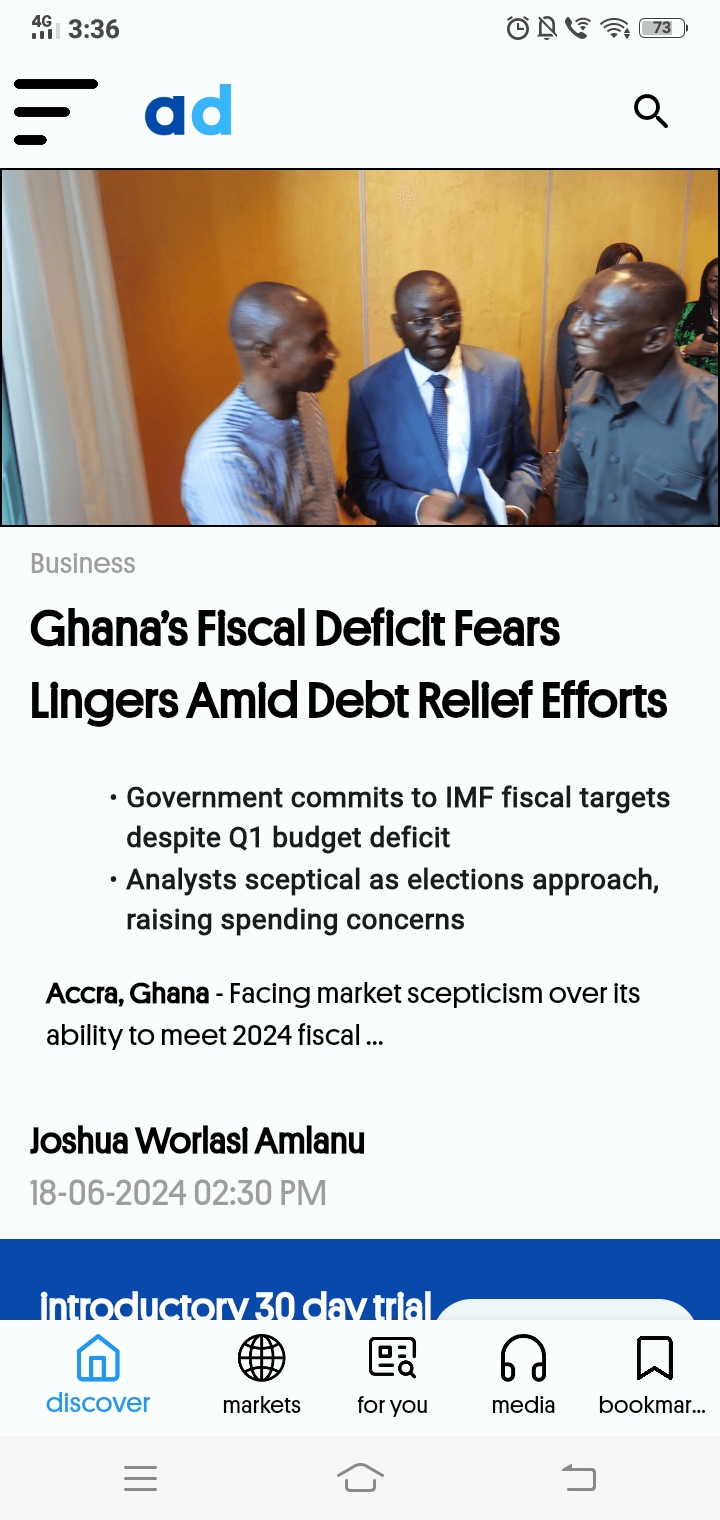 4G 3:36 73
ad
Business
Ghana’s Fiscal Deficit Fears
Lingers Amid Debt Relief Efforts
• Government commits to IMF fiscal targets
despite Q1 budget deficit
• Analysts sceptical as elections approach,
raising spending concerns
Accra, Ghana - Facing market scepticism over its
ability to meet 2024 fiscal ...
Joshua Worlasi Amlanu
18-06-2024 02:30 PM
introductory 30 day trial
discover markets for you media bookmar...